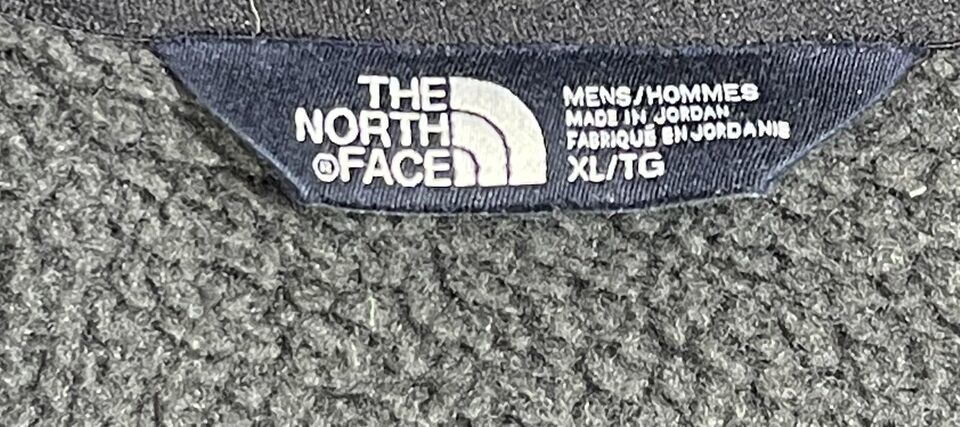 THE
NORTH
®FACE
MENS/HOMMES
MADE IN JORDAN
FABRIQUÉ EN JORDANIE
XL/TG